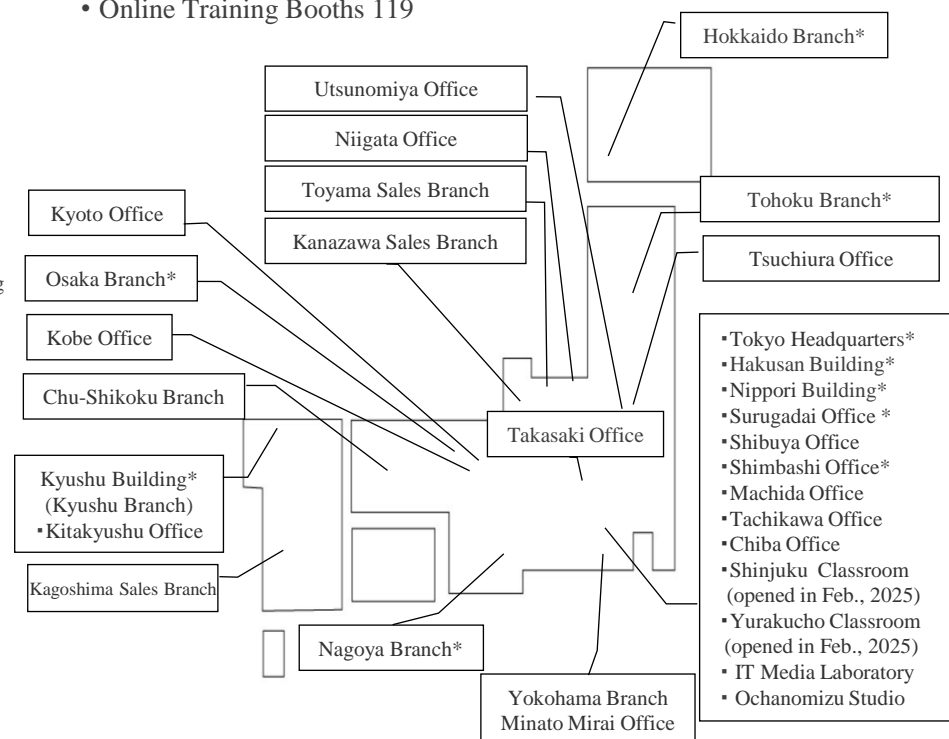 • Online Training Booths 119
Hokkaido Branch*
Utsunomiya Office
Niigata Office
Toyama Sales Branch
Kanazawa Sales Branch
Tohoku Branch*
Tsuchiura Office
Kyoto Office
Osaka Branch*
Kobe Office
Chu-Shikoku Branch
Kyushu Building*
(Kyushu Branch)
▪Kitakyushu Office
Kagoshima Sales Branch
Takasaki Office
▪Tokyo Headquarters*
▪Hakusan Building*
▪Nippori Building*
▪Surugadai Office *
▪Shibuya Office
▪Shimbashi Office*
▪Machida Office
▪Tachikawa Office
▪Chiba Office
▪Shinjuku Classroom
(opened in Feb., 2025)
▪Yurakucho Classroom
(opened in Feb., 2025)
▪ IT Media Laboratory
▪ Ochanomizu Studio
Nagoya Branch*
Yokohama Branch
Minato Mirai Office